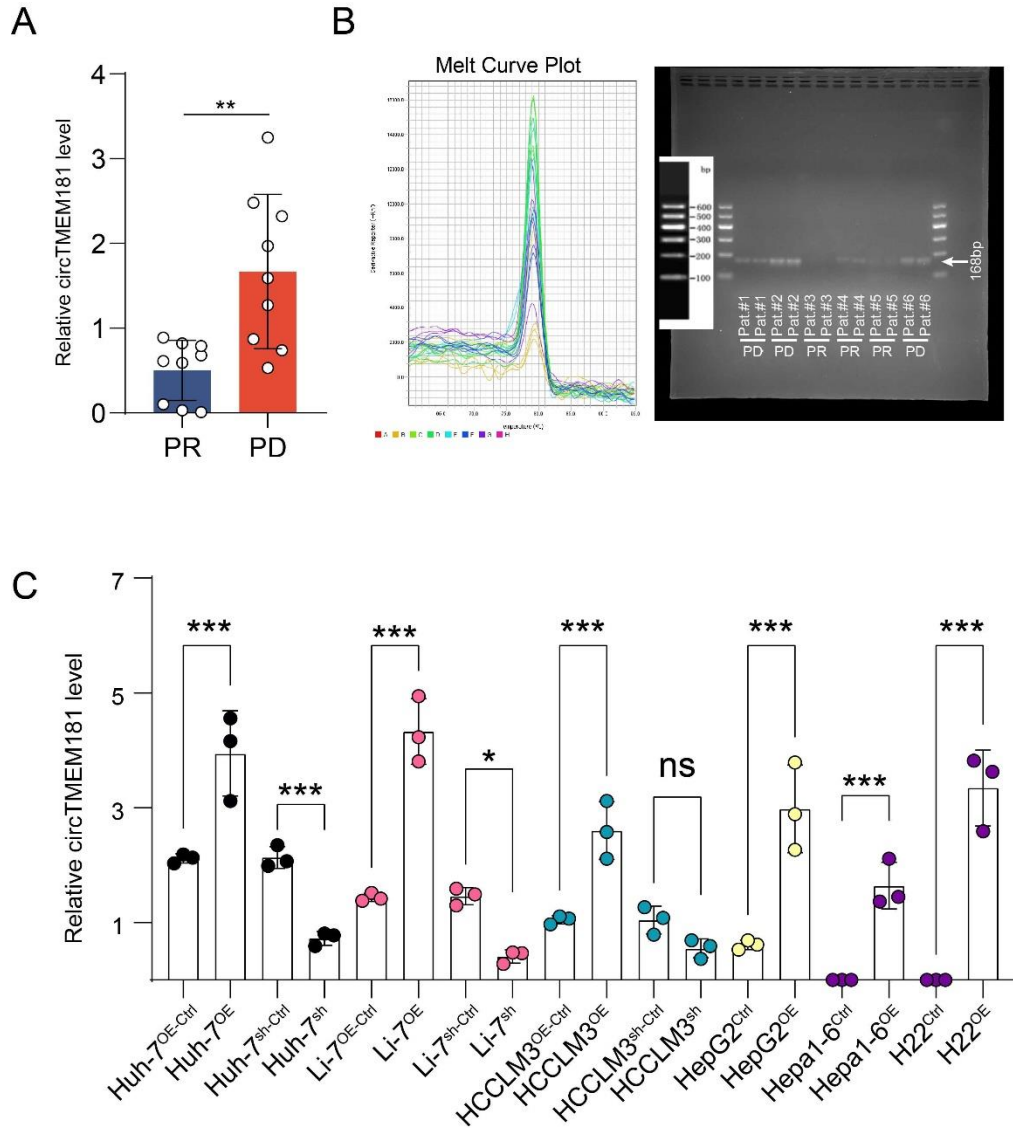 A
B
4
3
2
1
0
Relative circTMEM181 level
**
PR
PD
Melt Curve Plot
A B C D E F G H
bp
600
500
400
300
200
100
168bp
Pat.#1 Pat.#1 Pat.#2 Pat.#2 Pat.#3 Pat.#3 Pat.#4 Pat.#4 Pat.#5 Pat.#5 Pat.#6 Pat.#6
PD PD PR PR PR PD
C
7
5
3
1
Relative circTMEM181 level
*** *** *** *** *** *** * ns ***
Huh-7OE-Ctrl
Huh-7OE
Huh-7sh-Ctrl
Huh-7sh
Li-7OE-Ctrl
Li-7OE
Li-7sh-Ctrl
Li-7sh
HCCLM3OE-Ctrl
HCCLM3OE
HCCLM3sh-Ctrl
HCCLM3sh
HepG2Ctrl
HepG2OE
Hepa1-6Ctrl
Hepa1-6OE
H22Ctrl
H22OE